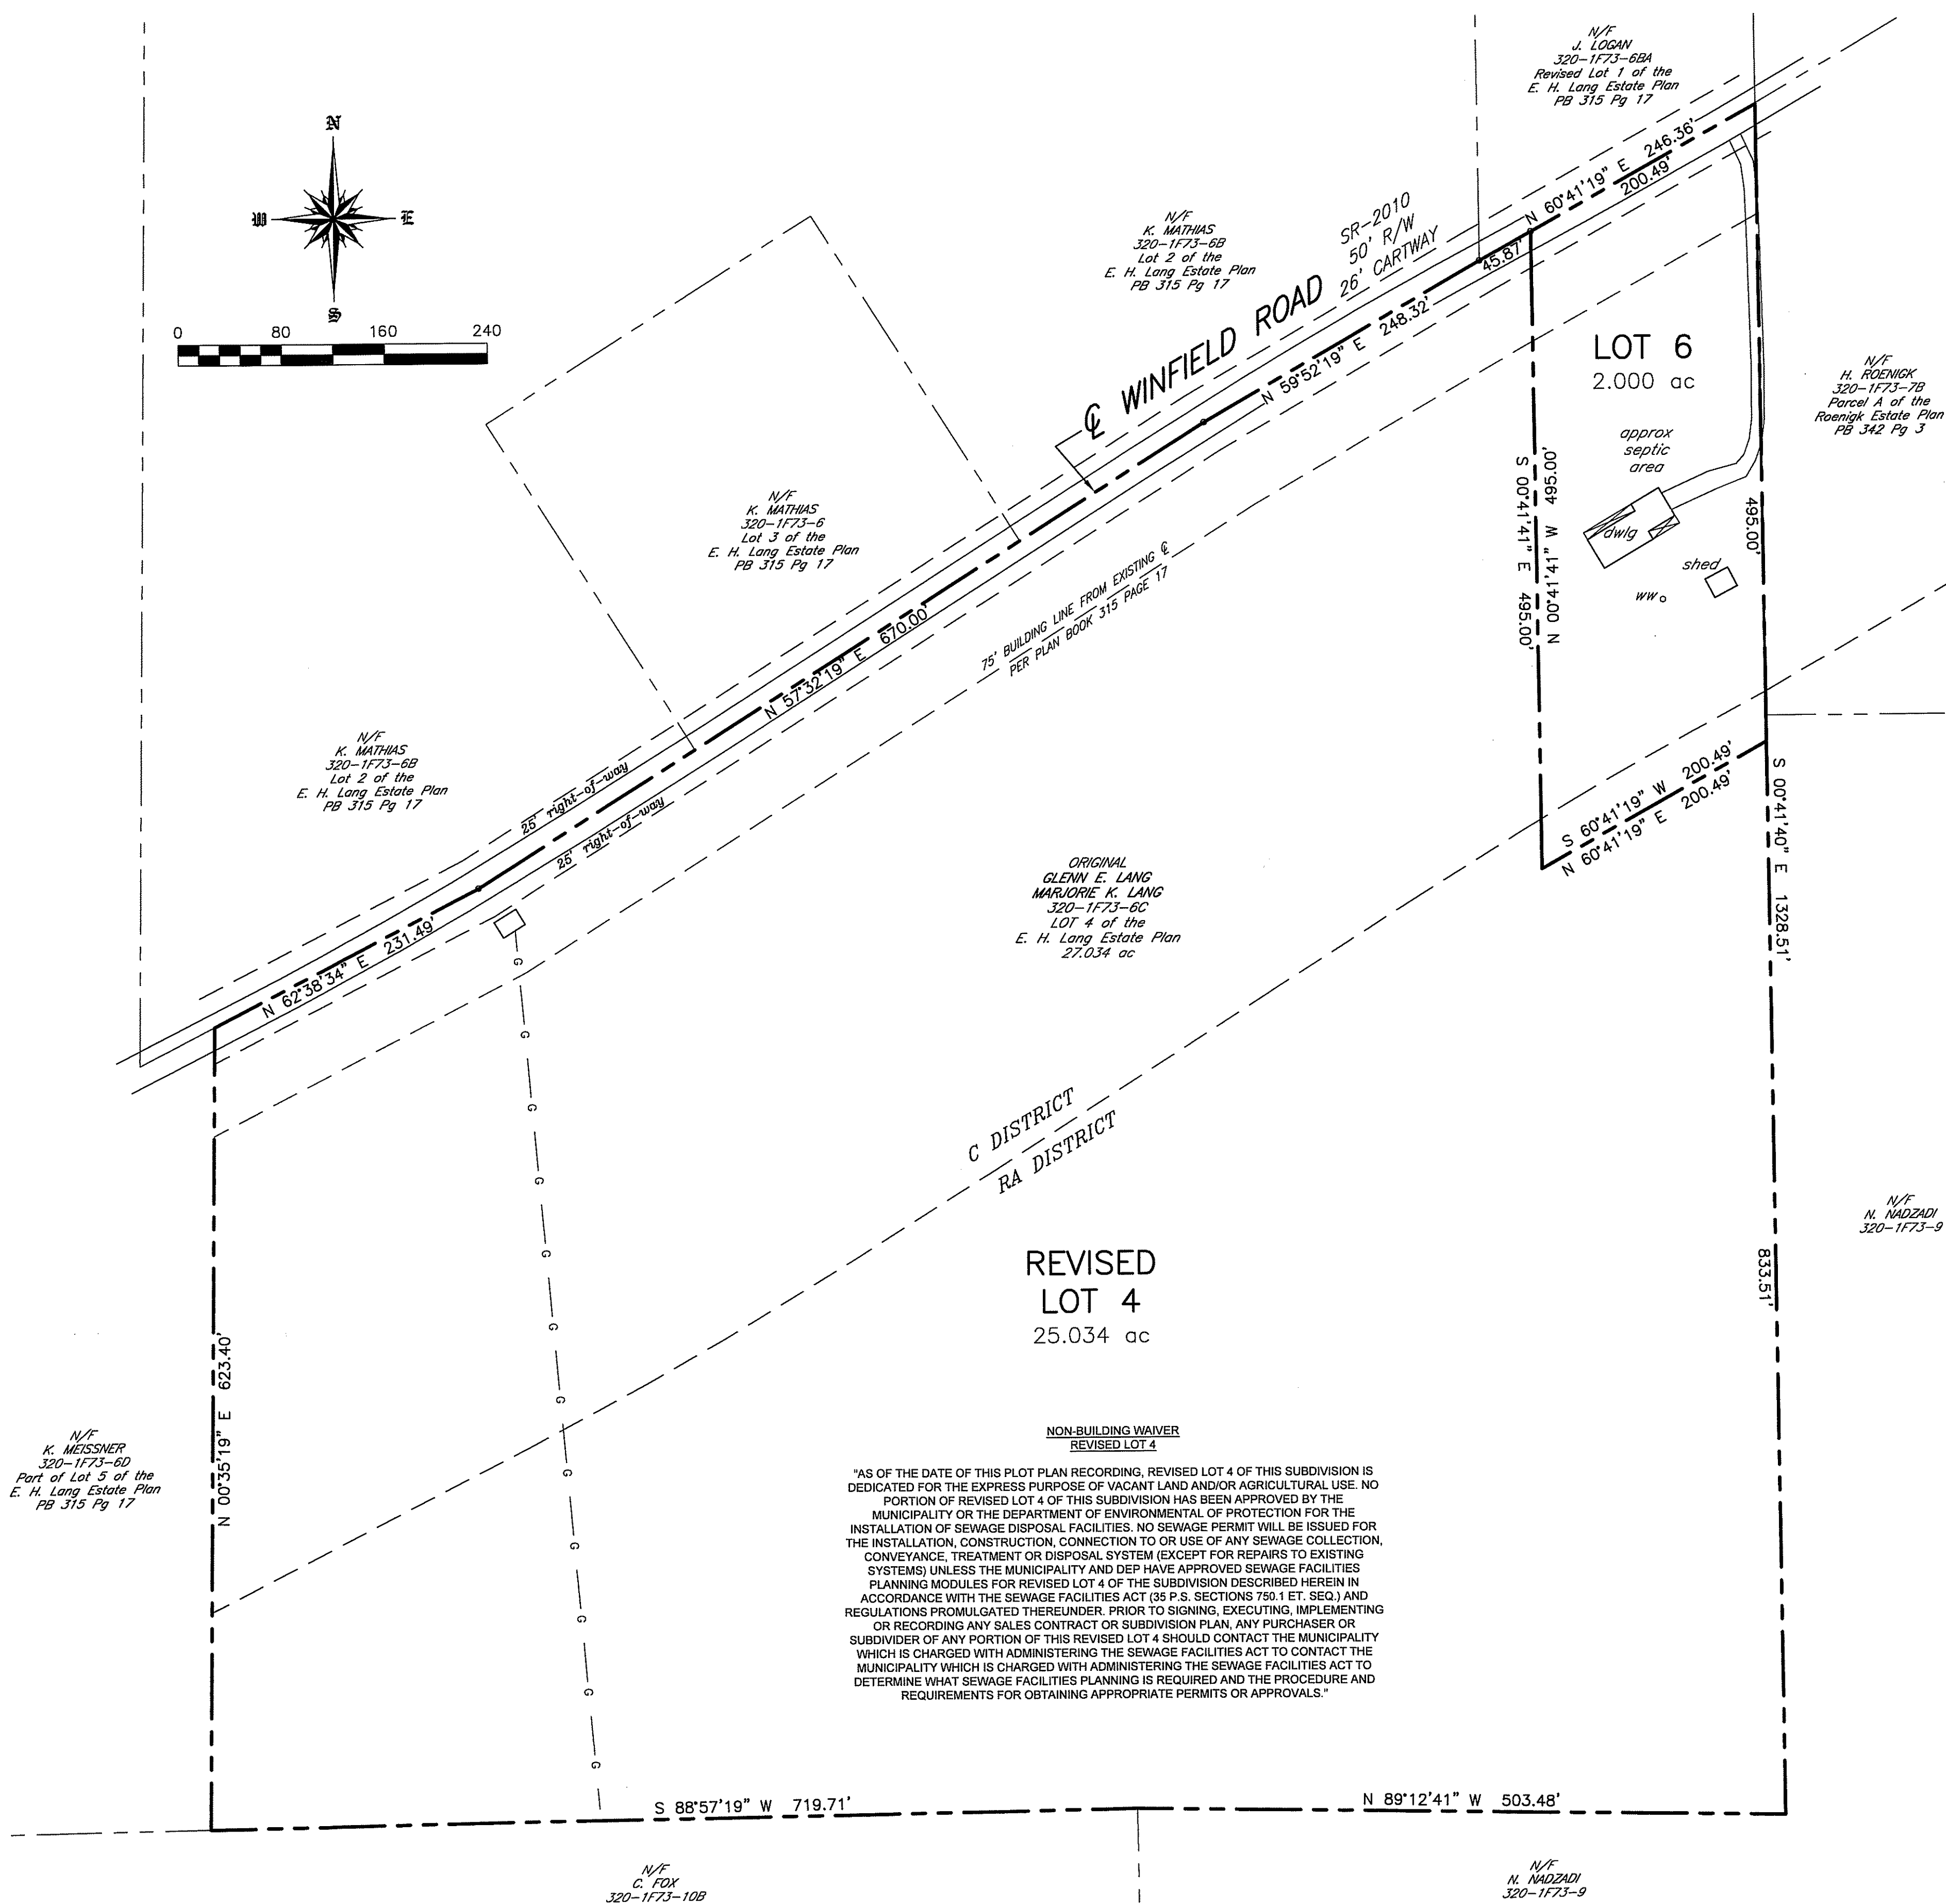 N/F
J. LOGAN
320-1F73-6BA
Revised Lot 1 of the
E. H. Lang Estate Plan
PB 315 Pg 17
N
W
E
S
0 80 160 240
N/F
K. MATHIAS
320-1F73-6B
Lot 2 of the
E. H. Lang Estate Plan
PB 315 Pg 17
SR-2010
50' R/W
26' CARTWAY
℄ WINFIELD ROAD
N 60°41'19" E 246.36'
200.49'
45.87'
N 59°52'19" E 248.32'
LOT 6
2.000 ac
approx
septic
area
dwlg
shed
ww
N/F
H. ROENIGK
320-1F73-7B
Parcel A of the
Roenigk Estate Plan
PB 342 Pg 3
S 00°41'41" E 495.00'
N 00°41'41" W 495.00'
495.00'
N/F
K. MATHIAS
320-1F73-6
Lot 3 of the
E. H. Lang Estate Plan
PB 315 Pg 17
75' BUILDING LINE FROM EXISTING ℄
PER PLAN BOOK 315 PAGE 17
N 57°32'19" E 670.00'
N/F
K. MATHIAS
320-1F73-6B
Lot 2 of the
E. H. Lang Estate Plan
PB 315 Pg 17
25' right-of-way
25' right-of-way
S 60°41'19" W 200.49'
N 60°41'19" E 200.49'
S 00°41'40" E 1328.51'
ORIGINAL
GLENN E. LANG
MARJORIE K. LANG
320-1F73-6C
LOT 4 of the
E. H. Lang Estate Plan
27.034 ac
N 62°38'34" E 231.49'
G
G
G
G
G
G
G
G
G
G
G
G
C DISTRICT
RA DISTRICT
N/F
N. NADZADI
320-1F73-9
REVISED
LOT 4
25.034 ac
833.51'
N 00°35'19" E 623.40'
N/F
K. MEISSNER
320-1F73-6D
Part of Lot 5 of the
E. H. Lang Estate Plan
PB 315 Pg 17
NON-BUILDING WAIVER
REVISED LOT 4
"AS OF THE DATE OF THIS PLOT PLAN RECORDING, REVISED LOT 4 OF THIS SUBDIVISION IS
DEDICATED FOR THE EXPRESS PURPOSE OF VACANT LAND AND/OR AGRICULTURAL USE. NO
PORTION OF REVISED LOT 4 OF THIS SUBDIVISION HAS BEEN APPROVED BY THE
MUNICIPALITY OR THE DEPARTMENT OF ENVIRONMENTAL OF PROTECTION FOR THE
INSTALLATION OF SEWAGE DISPOSAL FACILITIES. NO SEWAGE PERMIT WILL BE ISSUED FOR
THE INSTALLATION, CONSTRUCTION, CONNECTION TO OR USE OF ANY SEWAGE COLLECTION,
CONVEYANCE, TREATMENT OR DISPOSAL SYSTEM (EXCEPT FOR REPAIRS TO EXISTING
SYSTEMS) UNLESS THE MUNICIPALITY AND DEP HAVE APPROVED SEWAGE FACILITIES
PLANNING MODULES FOR REVISED LOT 4 OF THE SUBDIVISION DESCRIBED HEREIN IN
ACCORDANCE WITH THE SEWAGE FACILITIES ACT (35 P.S. SECTIONS 750.1 ET. SEQ.) AND
REGULATIONS PROMULGATED THEREUNDER. PRIOR TO SIGNING, EXECUTING, IMPLEMENTING
OR RECORDING ANY SALES CONTRACT OR SUBDIVISION PLAN, ANY PURCHASER OR
SUBDIVIDER OF ANY PORTION OF THIS REVISED LOT 4 SHOULD CONTACT THE MUNICIPALITY
WHICH IS CHARGED WITH ADMINISTERING THE SEWAGE FACILITIES ACT TO CONTACT THE
MUNICIPALITY WHICH IS CHARGED WITH ADMINISTERING THE SEWAGE FACILITIES ACT TO
DETERMINE WHAT SEWAGE FACILITIES PLANNING IS REQUIRED AND THE PROCEDURE AND
REQUIREMENTS FOR OBTAINING APPROPRIATE PERMITS OR APPROVALS."
S 88°57'19" W 719.71'
N 89°12'41" W 503.48'
N/F
C. FOX
320-1F73-10B
N/F
N. NADZADI
320-1F73-9